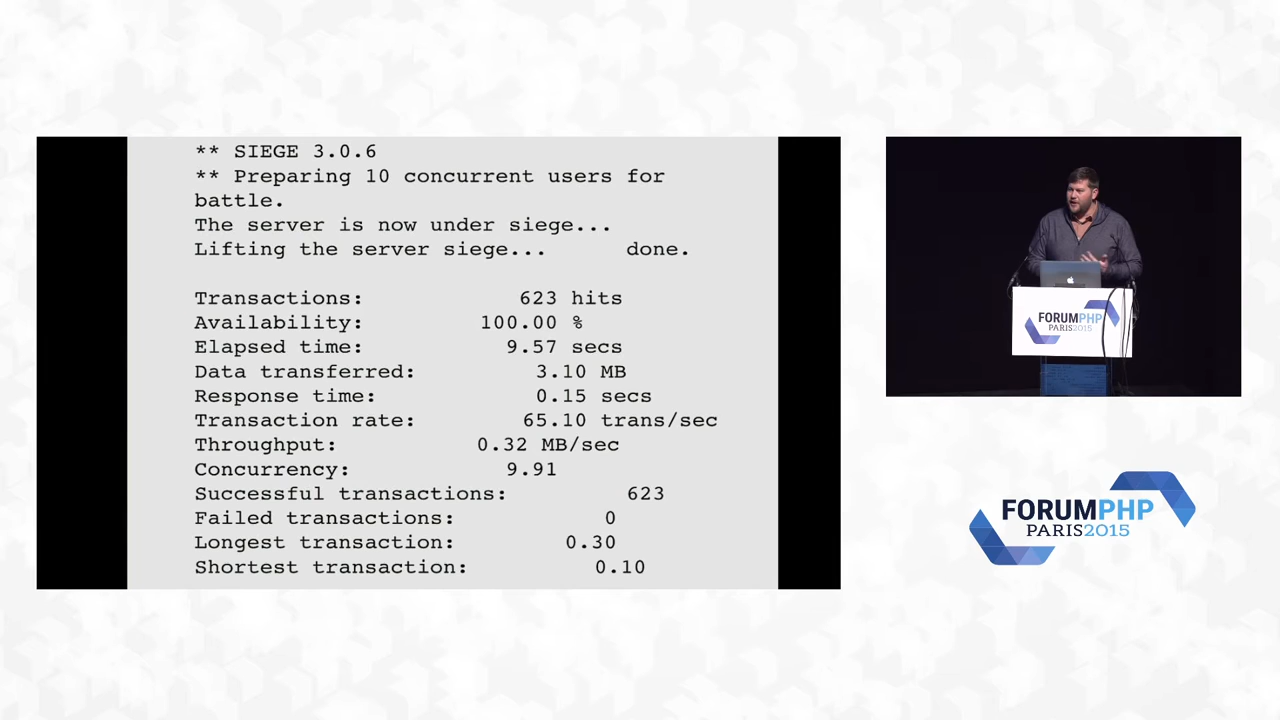 ** SIEGE 3.0.6
** Preparing 10 concurrent users for
battle.
The server is now under siege...
Lifting the server siege... done.
Transactions: 623 hits
Availability: 100.00 %
Elapsed time: 9.57 secs
Data transferred: 3.10 MB
Response time: 0.15 secs
Transaction rate: 65.10 trans/sec
Throughput: 0.32 MB/sec
Concurrency: 9.91
Successful transactions: 623
Failed transactions: 0
Longest transaction: 0.30
Shortest transaction: 0.10
FORUMPHP
PARIS2015
FORUMPHP
PARIS2015